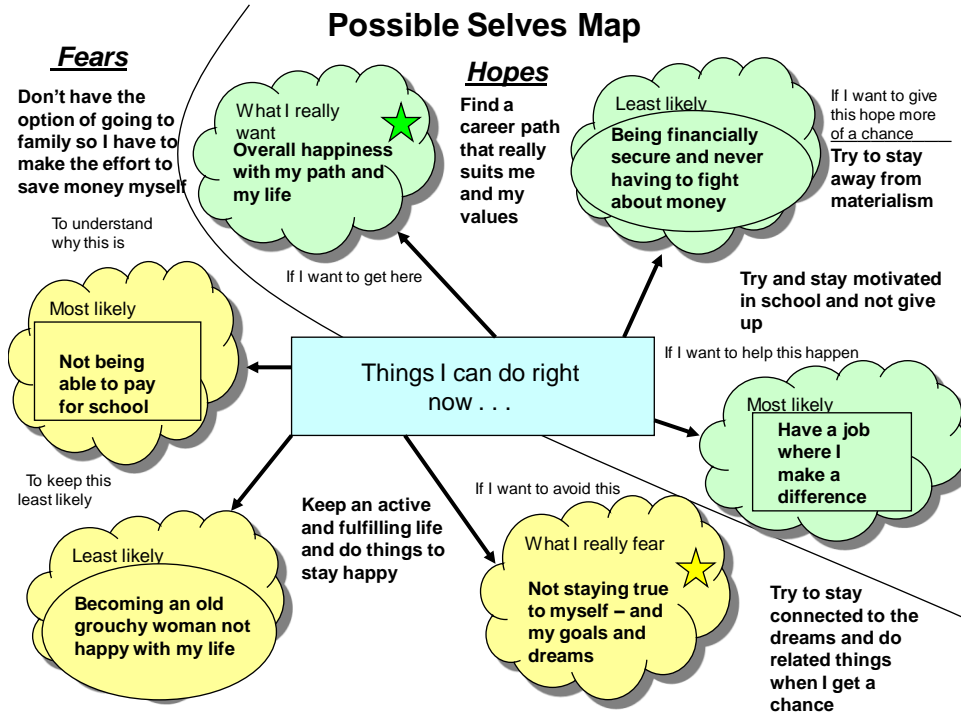 Possible Selves Map
Fears
Don’t have the
option of going to
family so I have to
make the effort to
save money myself
To understand
why this is
Most likely
Not being
able to pay
for school
To keep this
least likely
Least likely
Becoming an old
grouchy woman not
happy with my life
Hopes
What I really
want
Overall happiness
with my path and
my life
If I want to get here
Find a
career path
that really
suits me
and my
values
Least likely
Being financially
secure and never
having to fight
about money
If I want to give
this hope more
of a chance
Try to stay
away from
materialism
Try and stay motivated
in school and not give
up
If I want to help this happen
Most likely
Have a job
where I
make a
difference
Things I can do right
now . . .
Keep an active
and fulfilling life
and do things to
stay happy
If I want to avoid this
What I really fear
Not staying true
to myself – and
my goals and
dreams
Try to stay
connected to the
dreams and do
related things
when I get a
chance